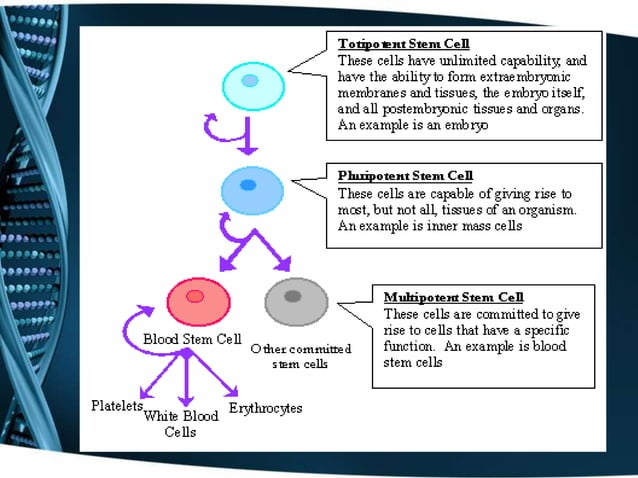 Totipotent Stem Cell
These cells have unlimited capability, and
have the ability to form extraembryonic
membranes and tissues, the embryo itself,
and all postembryonic tissues and organs.
An example is an embryo
Pluripotent Stem Cell
These cells are capable of giving rise to
most, but not all, tissues of an organism.
An example is inner mass cells
Multipotent Stem Cell
These cells are committed to give
rise to cells that have a specific
function. An example is blood
stem cells
Blood Stem Cell
Other committed
stem cells
Platelets
White Blood
Cells
Erythrocytes